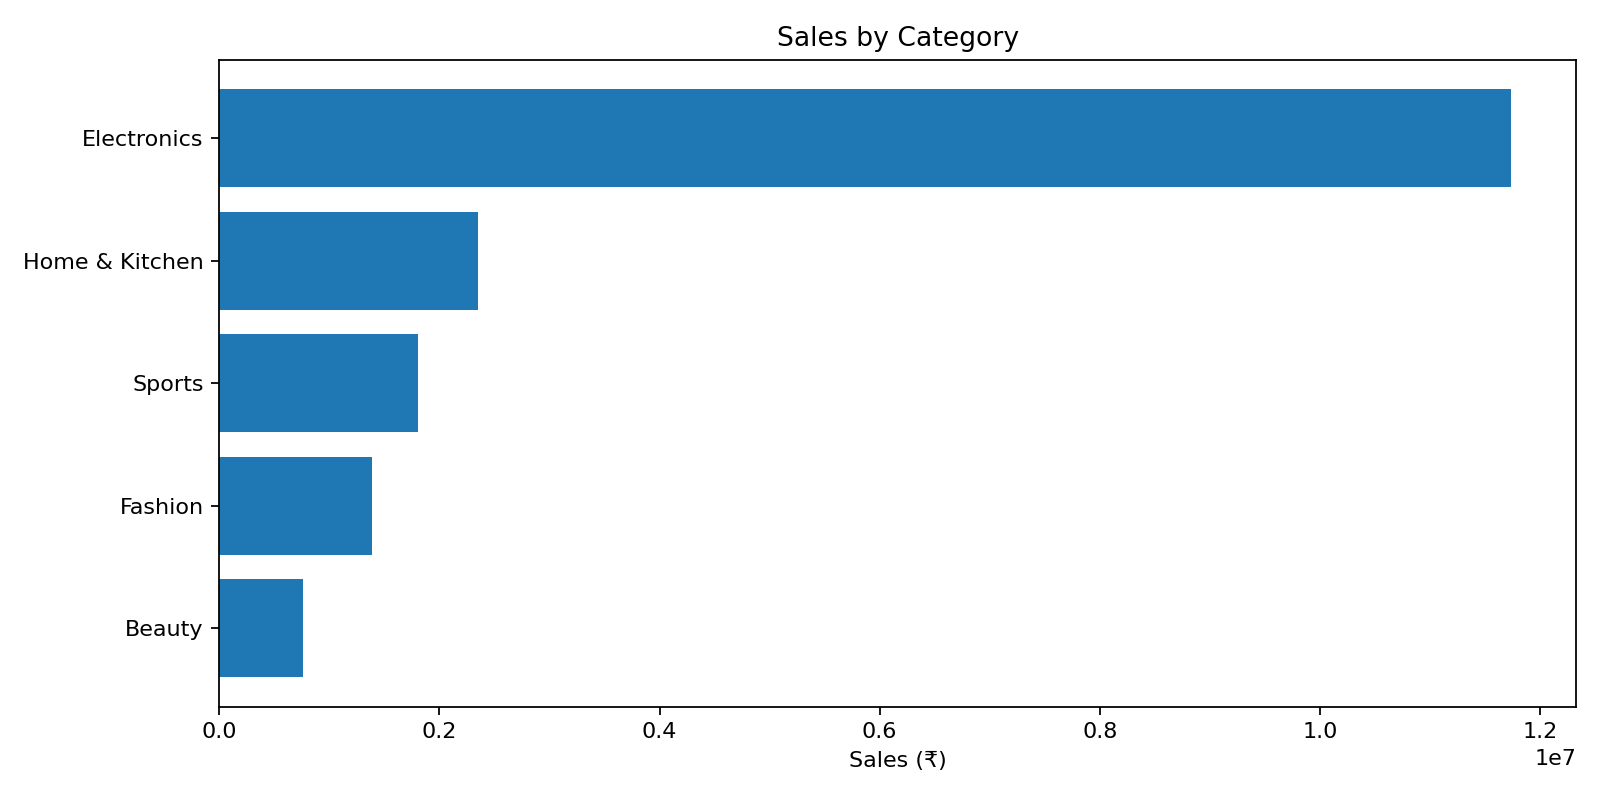 Sales by Category
Electronics
Home & Kitchen
Sports
Fashion
Beauty
0.0 0.2 0.4 0.6 0.8 1.0 1.2
1e7
Sales (₹)